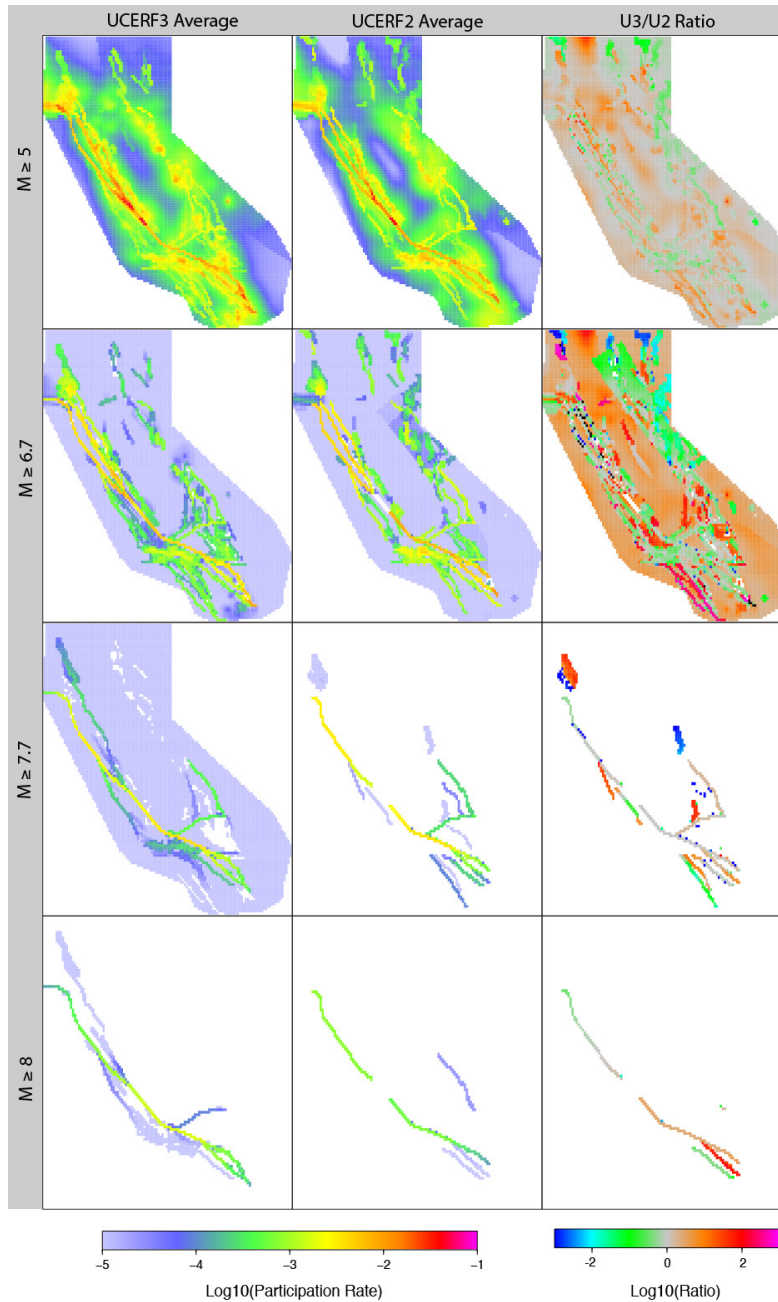 UCERF3 Average
UCERF2 Average
U3/U2 Ratio
M ≥ 5
M ≥ 6.7
M ≥ 7.7
M ≥ 8
−5 −4 −3 −2 −1
Log10(Participation Rate)
−2 0 2
Log10(Ratio)